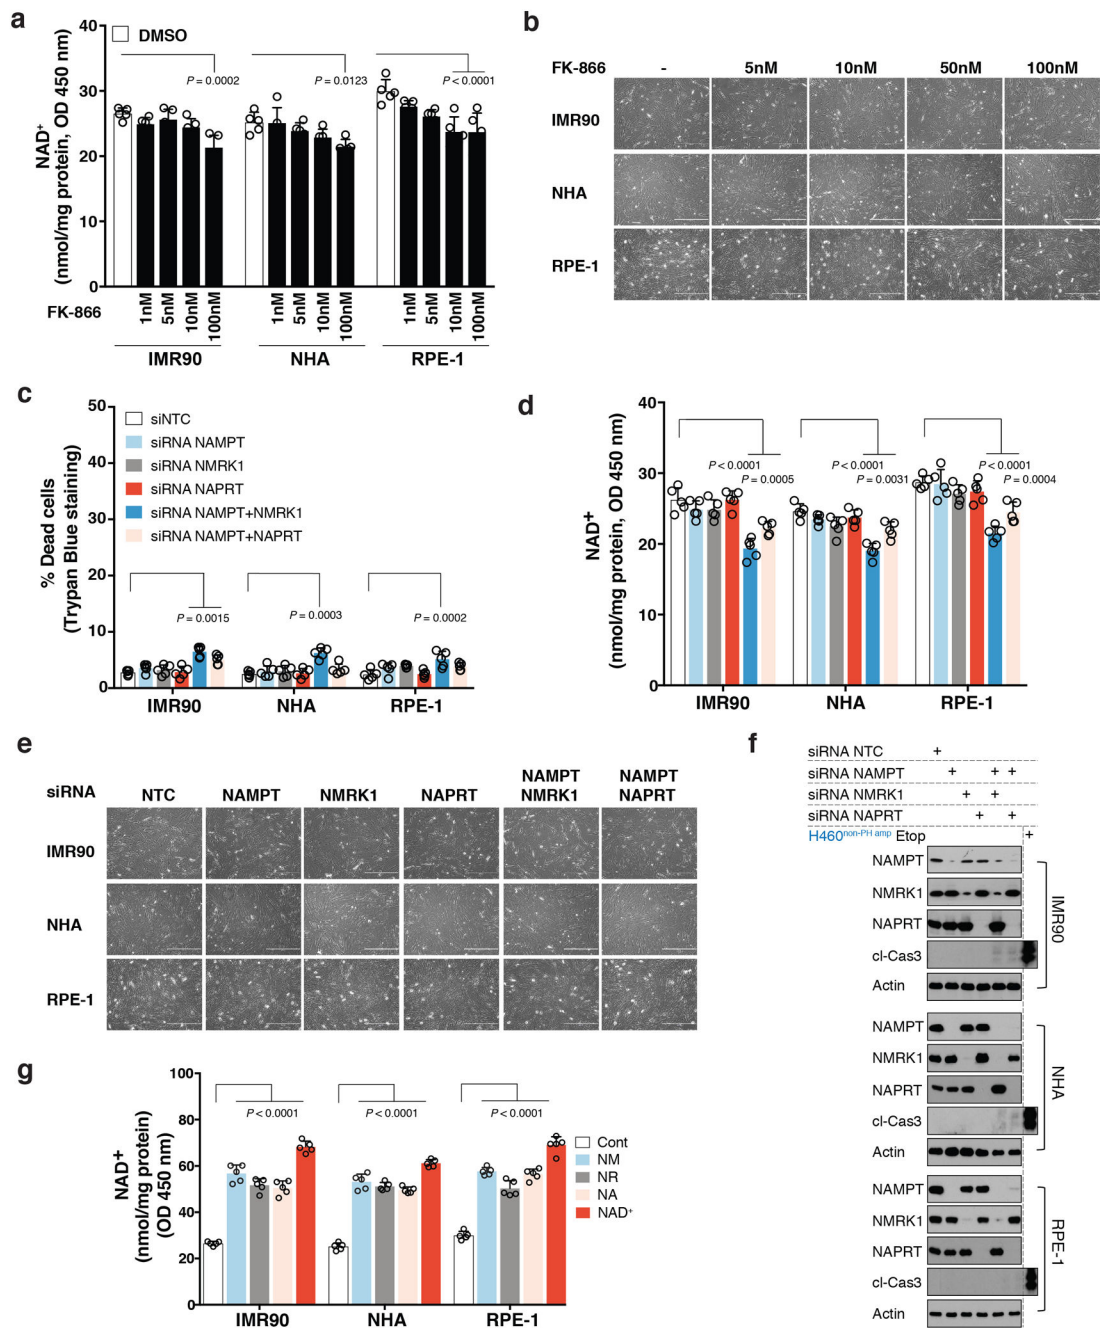 a
NAD+
(nmol/mg protein, OD 450 nm)
40
30
20
10
0
DMSO
P = 0.0002
P = 0.0123
P < 0.0001
FK-866
1nM
5nM
10nM
100nM
1nM
5nM
10nM
100nM
1nM
5nM
10nM
100nM
IMR90
NHA
RPE-1
b
FK-866
-
5nM
10nM
50nM
100nM
IMR90
NHA
RPE-1
c
% Dead cells
(Trypan Blue staining)
50
40
30
20
10
0
siNTC
siRNA NAMPT
siRNA NMRK1
siRNA NAPRT
siRNA NAMPT+NMRK1
siRNA NAMPT+NAPRT
P = 0.0015
P = 0.0003
P = 0.0002
IMR90
NHA
RPE-1
d
NAD+
(nmol/mg protein, OD 450 nm)
40
30
20
10
0
P < 0.0001
P = 0.0005
P < 0.0001
P = 0.0031
P < 0.0001
P = 0.0004
IMR90
NHA
RPE-1
e
siRNA
NTC
NAMPT
NMRK1
NAPRT
NAMPT
NMRK1
NAMPT
NAPRT
IMR90
NHA
RPE-1
f
siRNA NTC +
siRNA NAMPT + + +
siRNA NMRK1 + +
siRNA NAPRT + +
H460non-PH amp Etop +
NAMPT
NMRK1
NAPRT
cl-Cas3
Actin
IMR90
NAMPT
NMRK1
NAPRT
cl-Cas3
Actin
NHA
NAMPT
NMRK1
NAPRT
cl-Cas3
Actin
RPE-1
g
NAD+
(nmol/mg protein)
(OD 450 nm)
100
80
60
40
20
0
P < 0.0001
P < 0.0001
P < 0.0001
Cont
NM
NR
NA
NAD+
IMR90
NHA
RPE-1